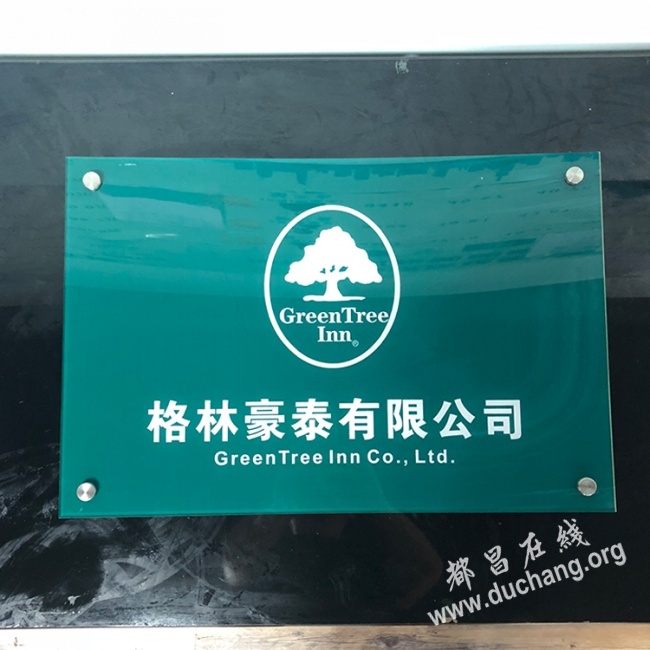 GreenTree
Inn®
格林豪泰有限公司
GreenTree Inn Co., Ltd.
都昌在线
www.duchang.org